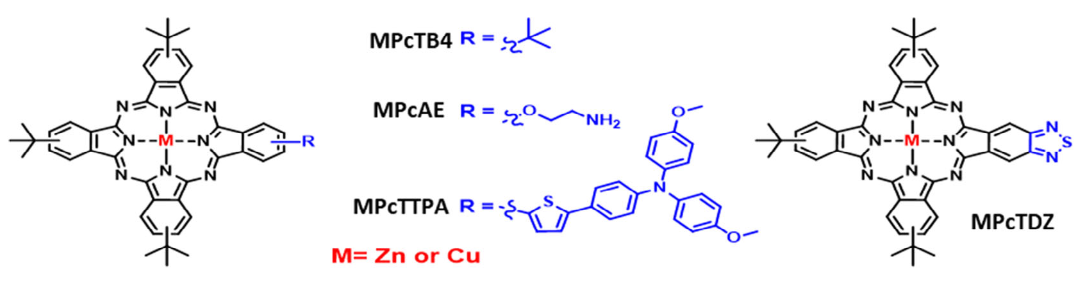 MPcTB4 R =
MPcAE R = O NH2
MPcTTPA R = S N O O
M= Zn or Cu
N N N
N M N R
N N N
N N N
N M N N S N
N N N
MPcTDZ